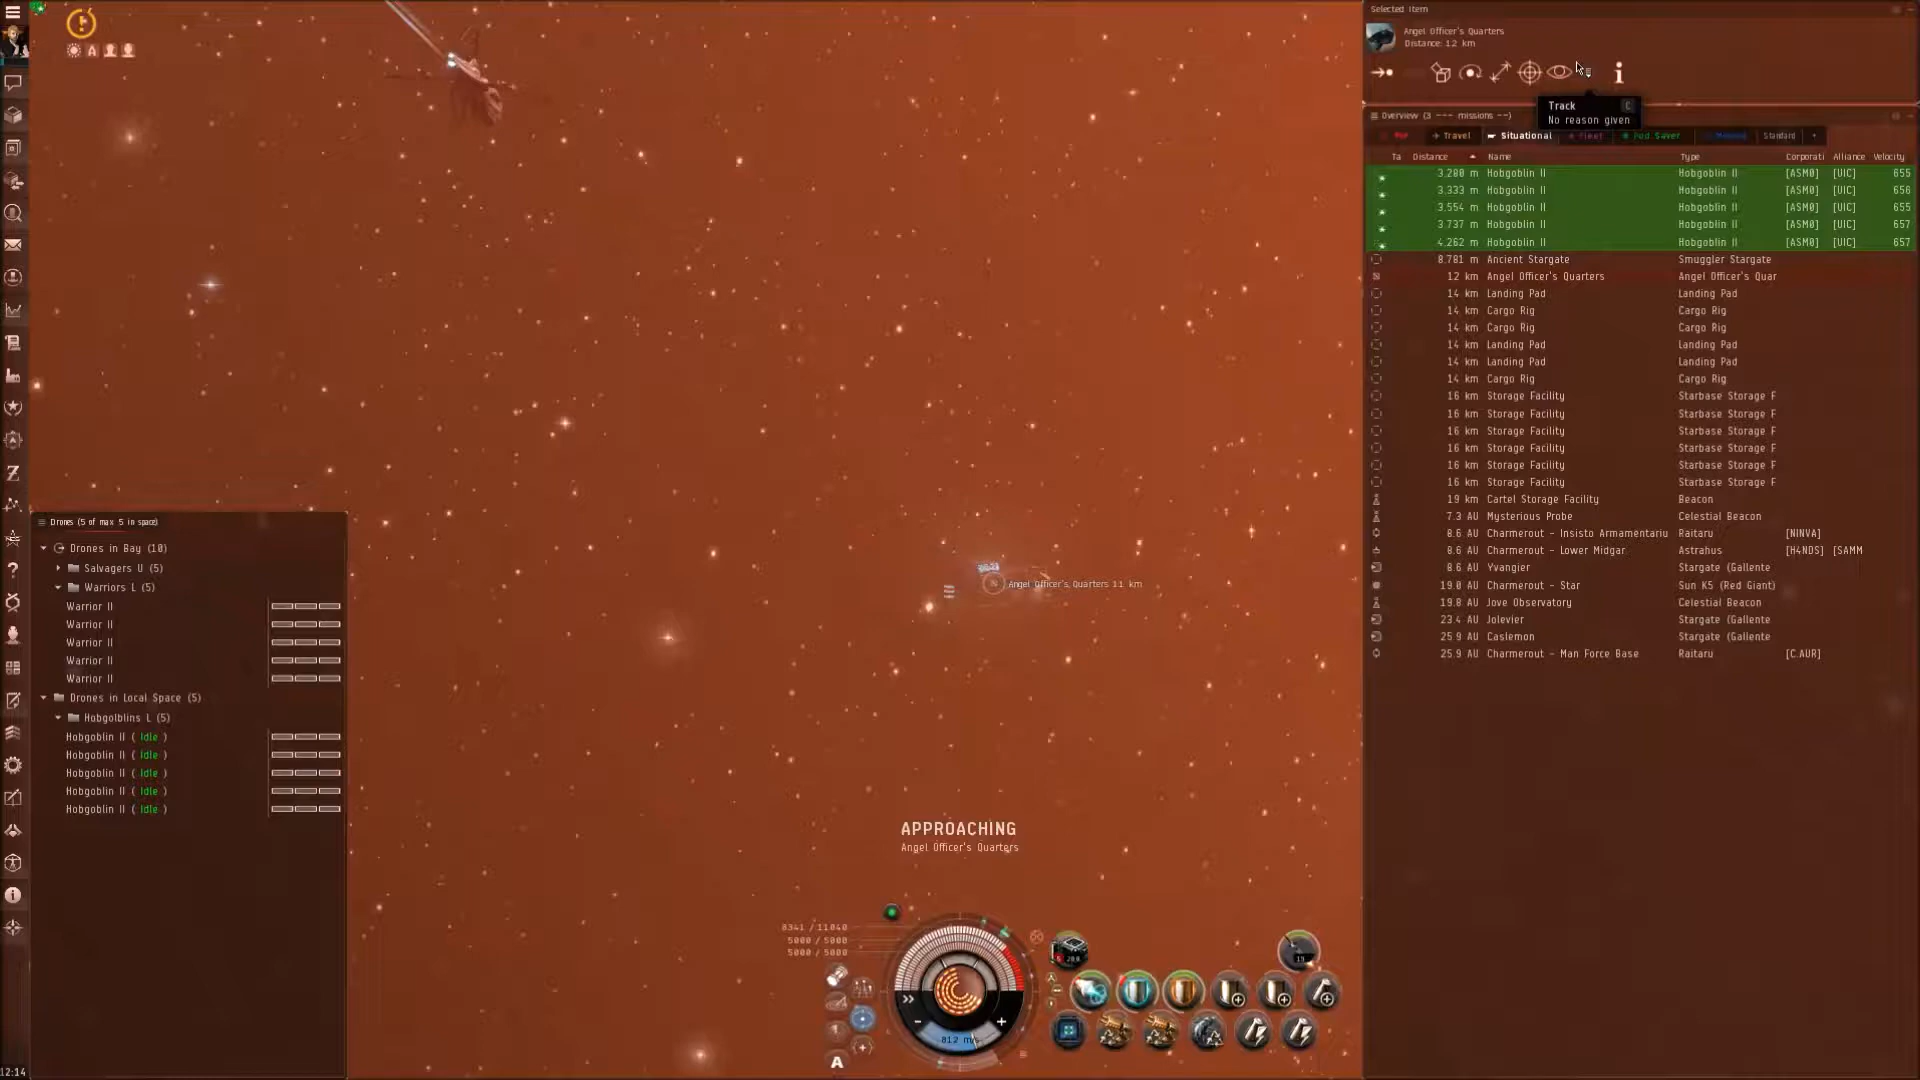 Selected Item
Angel Officer's Quarters
Distance: 12 km
Track C
No reason given
Overview (3 --- missions --)
Travel Situational Fleet Pod Saver Standard +
Ta Distance Name Type Corporati Alliance Velocity
3.280 m Hobgoblin II Hobgoblin II [ASM0] [UIC] 655
3.333 m Hobgoblin II Hobgoblin II [ASM0] [UIC] 656
3.554 m Hobgoblin II Hobgoblin II [ASM0] [UIC] 655
3.737 m Hobgoblin II Hobgoblin II [ASM0] [UIC] 657
4.262 m Hobgoblin II Hobgoblin II [ASM0] [UIC] 657
8.781 m Ancient Stargate Smuggler Stargate
12 km Angel Officer's Quarters Angel Officer's Quar
14 km Landing Pad Landing Pad
14 km Cargo Rig Cargo Rig
14 km Cargo Rig Cargo Rig
14 km Landing Pad Landing Pad
14 km Landing Pad Landing Pad
14 km Cargo Rig Cargo Rig
16 km Storage Facility Starbase Storage F
16 km Storage Facility Starbase Storage F
16 km Storage Facility Starbase Storage F
16 km Storage Facility Starbase Storage F
16 km Storage Facility Starbase Storage F
16 km Storage Facility Starbase Storage F
19 km Cartel Storage Facility Beacon
7.3 AU Mysterious Probe Celestial Beacon
8.6 AU Charmerout - Insisto Armamentariu Raitaru [NINVA]
8.6 AU Charmerout - Lower Midgar Astrahus [H4NDS] [SAMM
8.6 AU Yvangier Stargate (Gallente
19.0 AU Charmerout - Star Sun K5 (Red Giant)
19.8 AU Jove Observatory Celestial Beacon
23.4 AU Jolevier Stargate (Gallente
25.9 AU Caslemon Stargate (Gallente
25.9 AU Charmerout - Man Force Base Raitaru [C.AUR]
Drones (5 of max 5 in space)
Drones in Bay (10)
Salvagers U (5)
Warriors L (5)
Warrior II
Warrior II
Warrior II
Warrior II
Warrior II
Drones in Local Space (5)
Hobgolblins L (5)
Hobgoblin II ( Idle )
Hobgoblin II ( Idle )
Hobgoblin II ( Idle )
Hobgoblin II ( Idle )
Hobgoblin II ( Idle )
Angel Officer's Quarters 11 km
APPROACHING
Angel Officer's Quarters
8341 / 11040
5000 / 5000
5000 / 5000
812 m/s
A
12:14